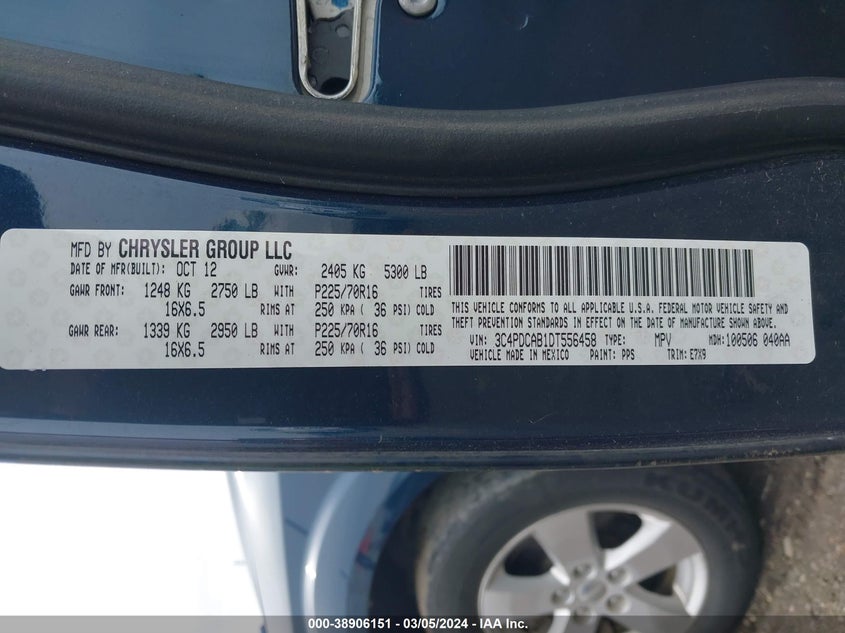 MFD BY CHRYSLER GROUP LLC
DATE OF MFR(BUILT): OCT 12 GVWR: 2405 KG 5300 LB
GAWR FRONT: 1248 KG 2750 LB WITH P225/70R16 TIRES
16X6.5 RIMS AT 250 KPA ( 36 PSI) COLD
GAWR REAR: 1339 KG 2950 LB WITH P225/70R16 TIRES
16X6.5 RIMS AT 250 KPA ( 36 PSI) COLD
THIS VEHICLE CONFORMS TO ALL APPLICABLE U.S.A. FEDERAL MOTOR VEHICLE SAFETY AND
THEFT PREVENTION STANDARDS IN EFFECT ON THE DATE OF MANUFACTURE SHOWN ABOVE.
VIN: 3C4PDCAB1DT556458 TYPE: MPV MDH: 100506 040AA
VEHICLE MADE IN MEXICO PAINT: PPS TRIM: E7X9
KUMHO
000-38906151 — 03/05/2024 — IAA Inc.